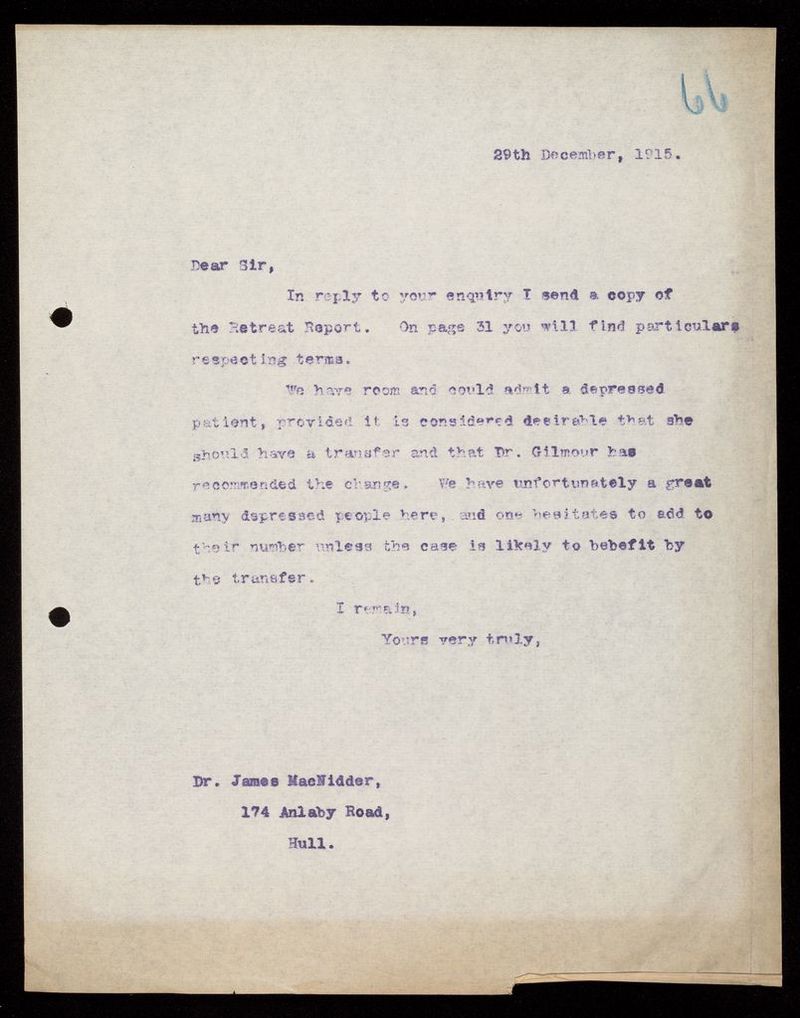 66
29th December, 1915.
Dear Sir,
In reply to your enquiry I send a copy of
the Retreat Report. On page 31 you will find particulars
respecting terms.
We have room and could admit a depressed
patient, provided it is considered desirable that she
should have a transfer and that Dr. Gilmour has
recommended the change. We have unfortunately a great
many depressed people here, and one hesitates to add to
their number unless the case is likely to bebefit by
the transfer.
I remain,
Yours very truly,
Dr. James MacNidder,
174 Anlaby Road,
Hull.